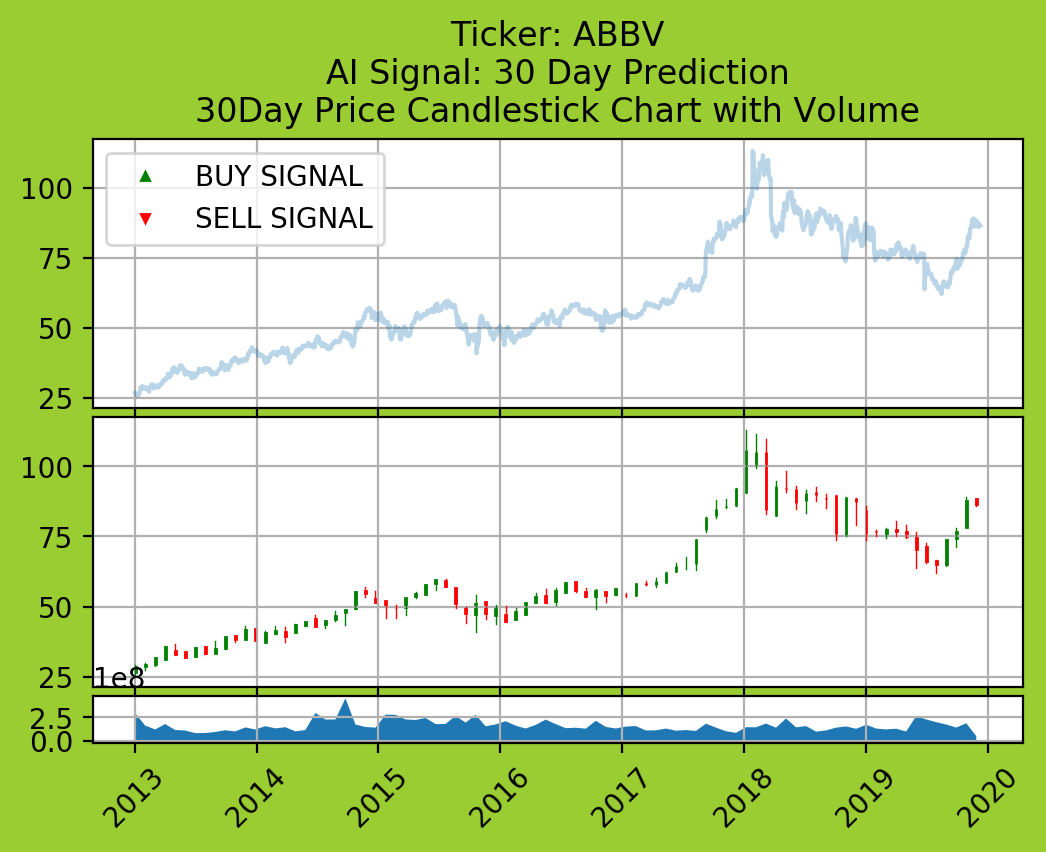 Ticker: ABBV
AI Signal: 30 Day Prediction
30Day Price Candlestick Chart with Volume
BUY SIGNAL
SELL SIGNAL
100
75
50
25
100
75
50
25
1e8
2.5
0.0
2013 2014 2015 2016 2017 2018 2019 2020